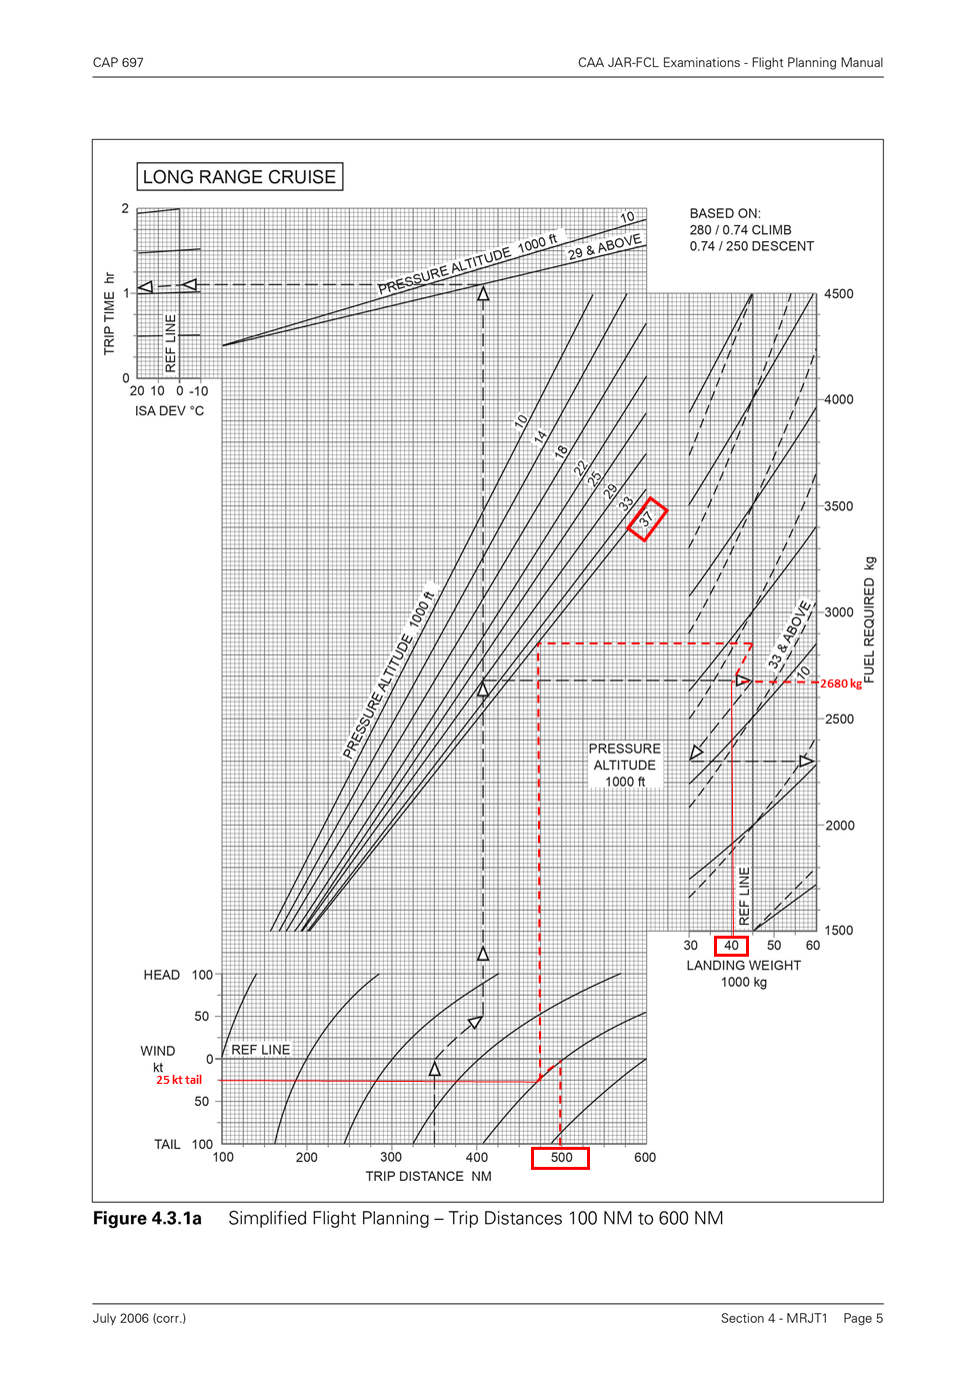 CAP 697
CAA JAR-FCL Examinations - Flight Planning Manual
LONG RANGE CRUISE
BASED ON:
280 / 0.74 CLIMB
0.74 / 250 DESCENT
2
1
0
TRIP TIME hr
REF LINE
20 10 0 -10
ISA DEV °C
PRESSURE ALTITUDE 1000 ft
10
29 & ABOVE
10
14
18
22
25
29
33
37
PRESSURE ALTITUDE 1000 ft
4500
4000
3500
3000
2500
2000
1500
FUEL REQUIRED kg
2680 kg
33 & ABOVE
10
PRESSURE
ALTITUDE
1000 ft
REF LINE
30 40 50 60
LANDING WEIGHT
1000 kg
HEAD 100
50
WIND
kt
0
REF LINE
25 kt tail
50
TAIL 100
100 200 300 400 500 600
TRIP DISTANCE NM
Figure 4.3.1a Simplified Flight Planning – Trip Distances 100 NM to 600 NM
July 2006 (corr.)
Section 4 - MRJT1 Page 5